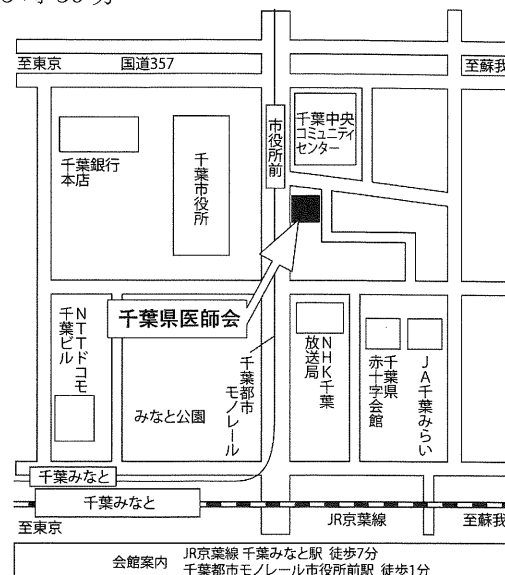 至東京
国道357
至蘇我
千葉銀行
本店
千葉市役所
市役所前
千葉中央
コミュニティ
センター
千葉県医師会
NTTドコモ
千葉ビル
みなと公園
千葉都市
モノレール
NHK千葉
放送局
千葉県
赤十字会館
JA千葉みらい
千葉みなと
千葉みなと
至東京
JR京葉線
至蘇我
会館案内
JR京葉線 千葉みなと駅 徒歩7分
千葉都市モノレール市役所前駅 徒歩1分